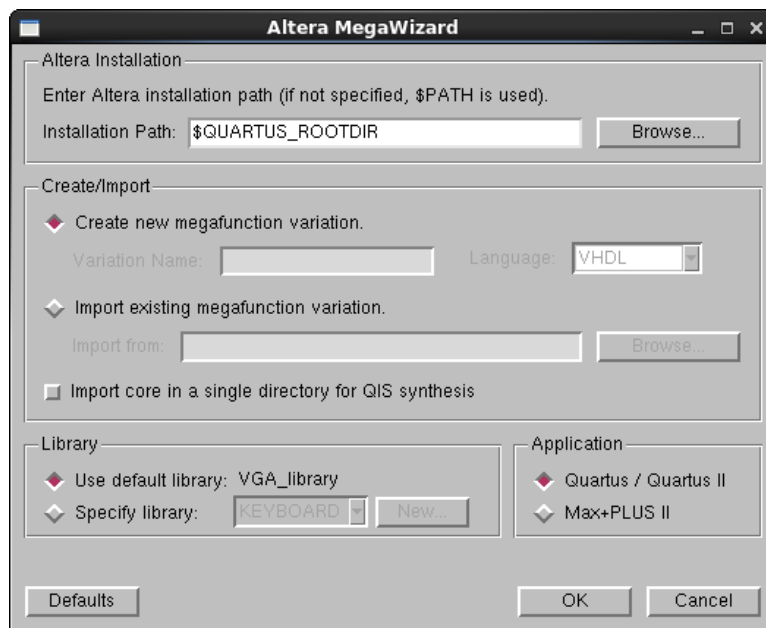 Altera MegaWizard
Altera Installation
Enter Altera installation path (if not specified, $PATH is used).
Installation Path: $QUARTUS_ROOTDIR Browse...
Create/Import
Create new megafunction variation.
Variation Name: Language: VHDL
Import existing megafunction variation.
Import from: Browse...
Import core in a single directory for QIS synthesis
Library
Use default library: VGA_library
Specify library: KEYBOARD New...
Application
Quartus / Quartus II
Max+PLUS II
Defaults OK Cancel